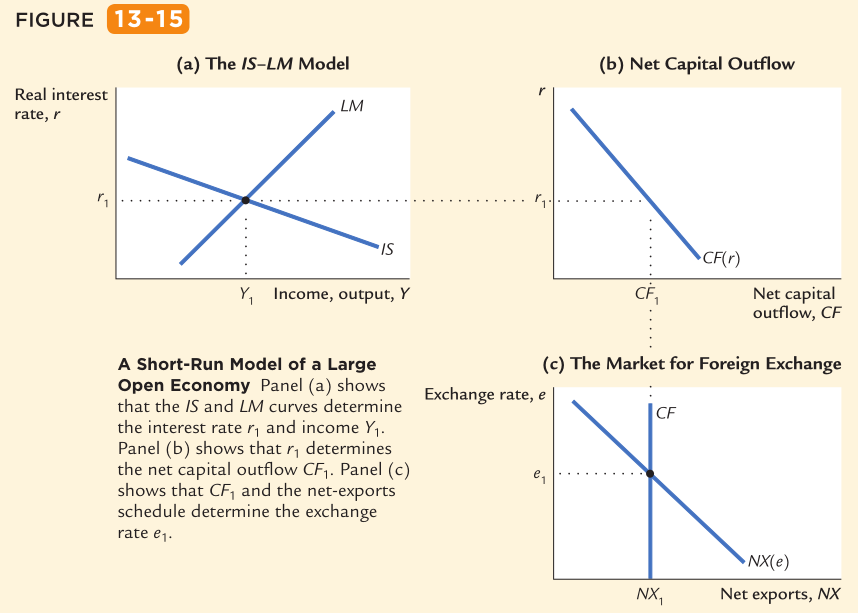 FIGURE 13-15
(a) The IS–LM Model
Real interest
rate, r
LM
r₁
IS
Y₁ Income, output, Y
(b) Net Capital Outflow
r
r₁
CF(r)
CF₁
Net capital
outflow, CF
A Short-Run Model of a Large
Open Economy Panel (a) shows
that the IS and LM curves determine
the interest rate r₁ and income Y₁.
Panel (b) shows that r₁ determines
the net capital outflow CF₁. Panel (c)
shows that CF₁ and the net-exports
schedule determine the exchange
rate e₁.
(c) The Market for Foreign Exchange
Exchange rate, e
CF
e₁
NX(e)
NX₁ Net exports, NX